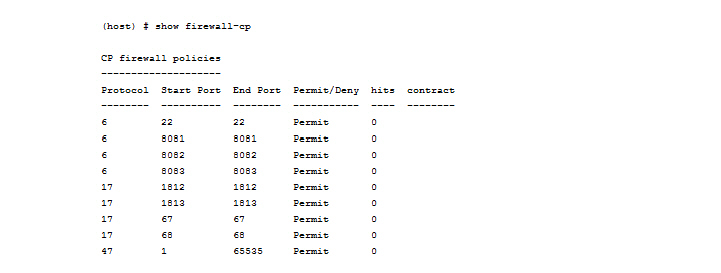 (host) # show firewall-cp
CP firewall policies
--------------------
Protocol  Start Port  End Port  Permit/Deny  hits  contract
--------  ----------  --------  -----------  ----  --------
6         22          22        Permit       0
6         8081        8081      Permit       0
6         8082        8082      Permit       0
6         8083        8083      Permit       0
17        1812        1812      Permit       0
17        1813        1813      Permit       0
17        67          67        Permit       0
17        68          68        Permit       0
47        1           65535     Permit       0